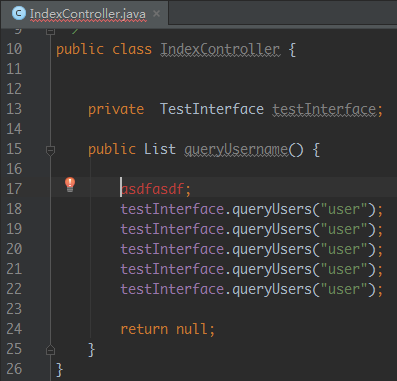 IndexController.java
9 */
10 public class IndexController {
11
12
13 private  TestInterface testInterface;
14
15 public List queryUsername() {
16
17 asdfasdf;
18 testInterface.queryUsers("user");
19 testInterface.queryUsers("user");
20 testInterface.queryUsers("user");
21 testInterface.queryUsers("user");
22 testInterface.queryUsers("user");
23
24 return null;
25 }
26 }